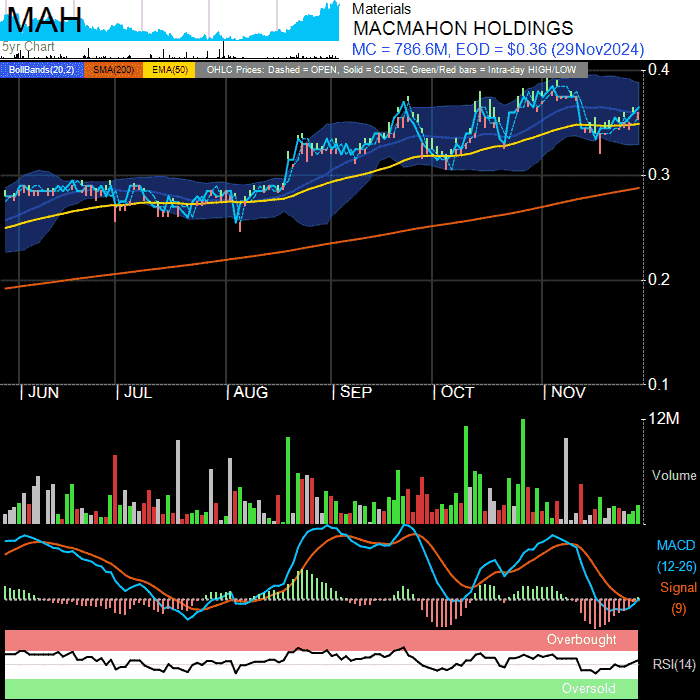 MAH
5yr Chart
Materials
MACMAHON HOLDINGS
MC = 786.6M, EOD = $0.36 (29Nov2024)
BollBands(20,2) SMA(200) EMA(50) OHLC Prices: Dashed = OPEN, Solid = CLOSE, Green/Red bars = Intra-day HIGH/LOW
0.4
0.3
0.2
0.1
JUN JUL AUG SEP OCT NOV
12M
Volume
MACD
(12-26)
Signal
(9)
Overbought
RSI(14)
Oversold